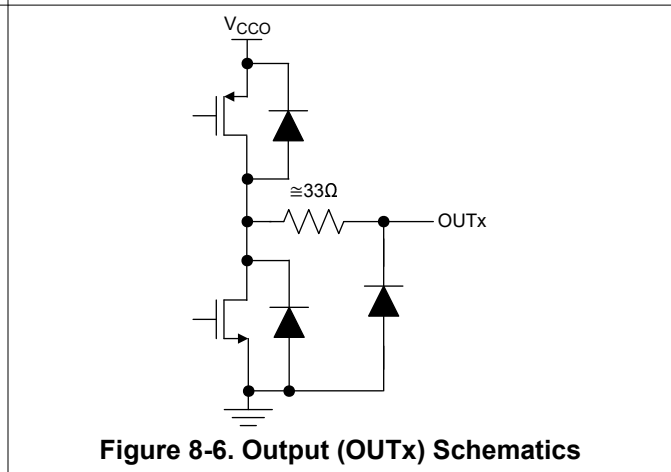 V_CCO
≅33Ω
OUTx
Figure 8-6. Output (OUTx) Schematics